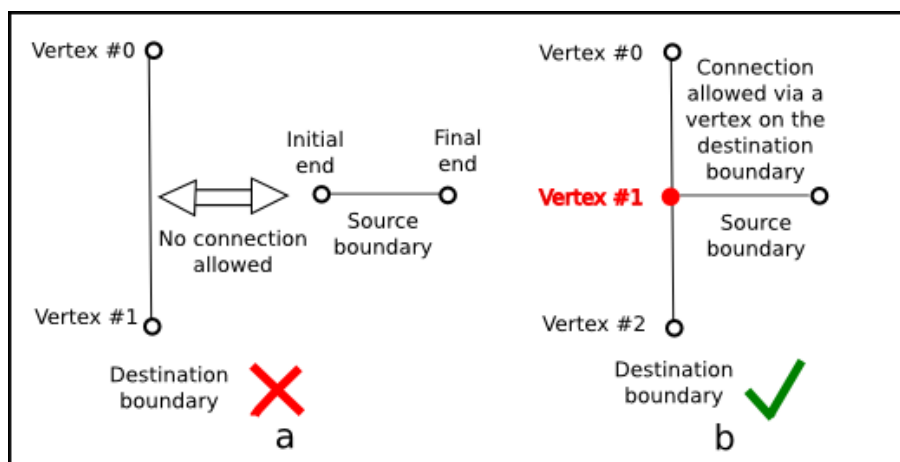 Vertex #0
Initial
end
Final
end
No connection
allowed
Source
boundary
Vertex #1
Destination
boundary
a
Vertex #0
Connection
allowed via a
vertex on the
destination
boundary
Vertex #1
Source
boundary
Vertex #2
Destination
boundary
b